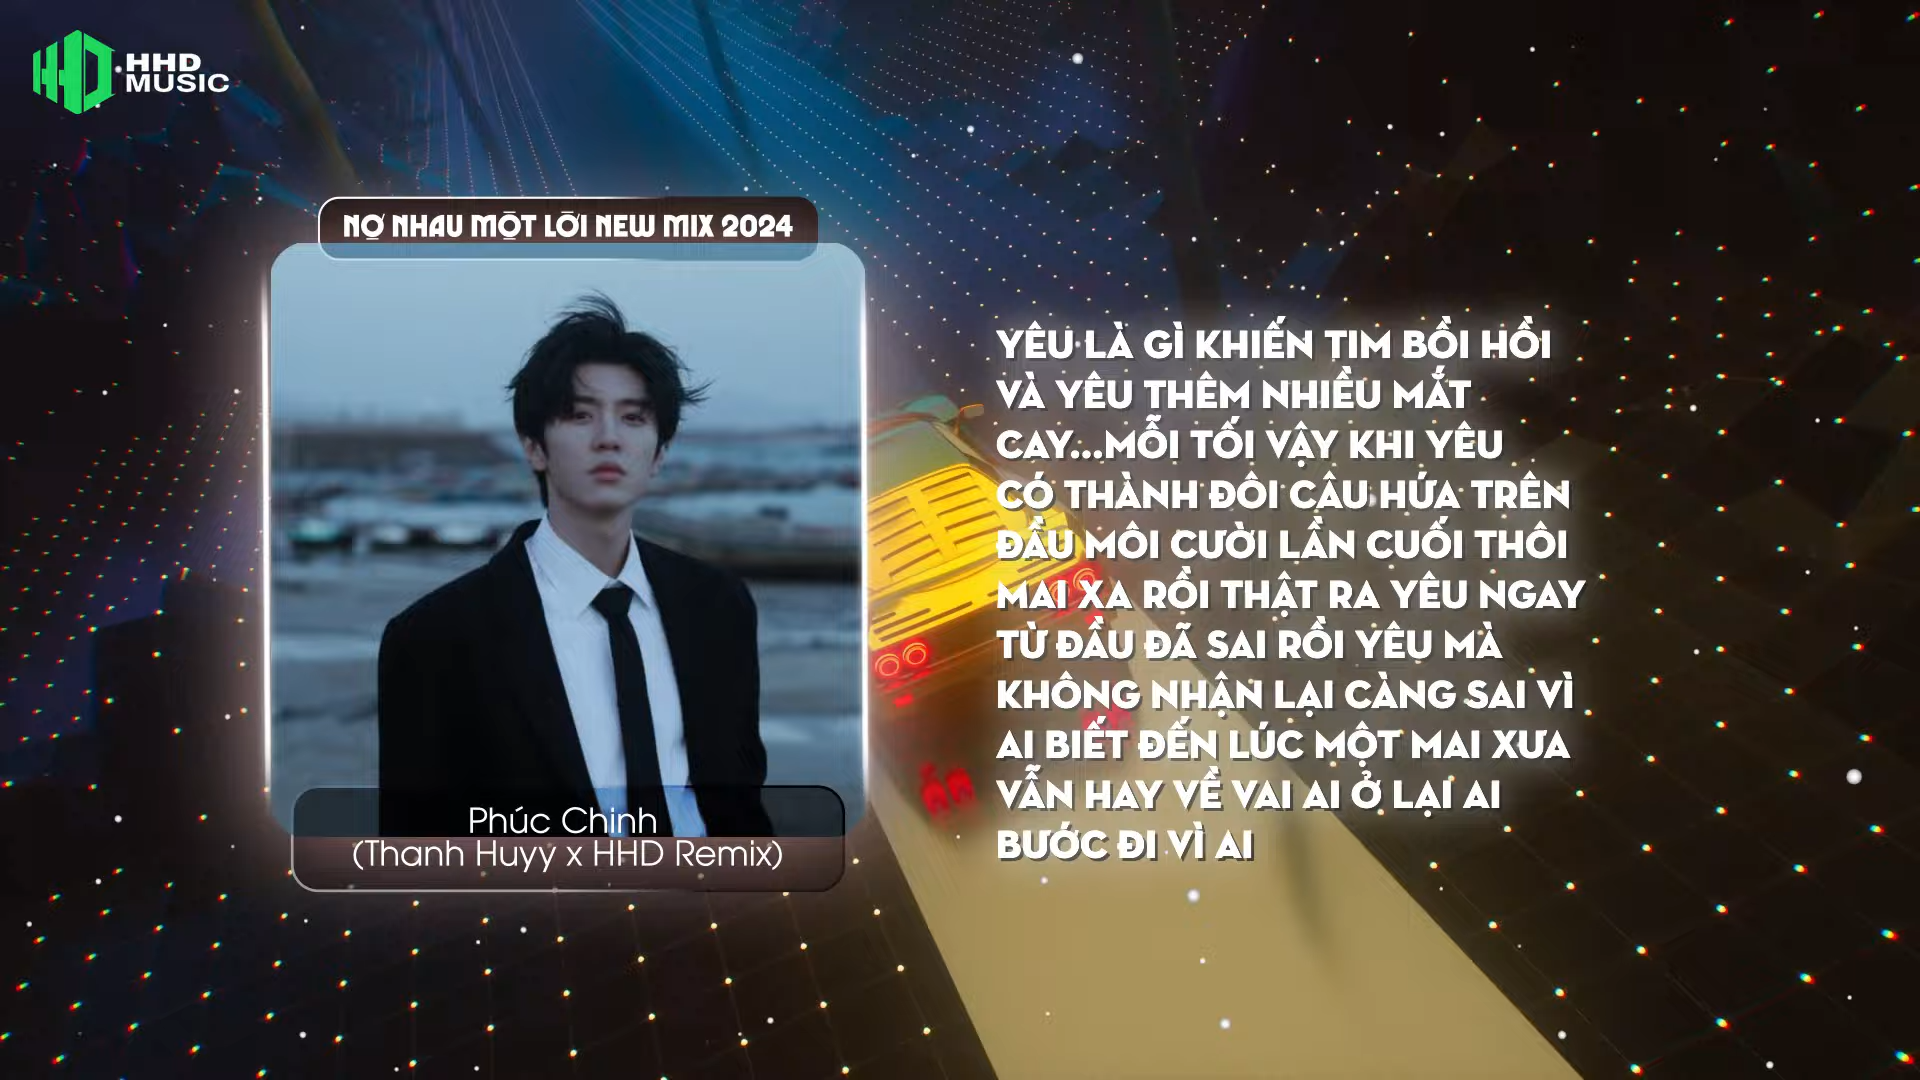 HHD
MUSIC
NỢ NHAU MỘT LỜI NEW MIX 2024
YÊU LÀ GÌ KHIẾN TIM BỒI HỒI
VÀ YÊU THÊM NHIỀU MẮT
CAY...MỖI TỐI VẬY KHI YÊU
CÓ THÀNH ĐÔI CÂU HỨA TRÊN
ĐẦU MÔI CƯỜI LẦN CUỐI THÔI
MAI XA RỒI THẬT RA YÊU NGAY
TỪ ĐẦU ĐÃ SAI RỒI YÊU MÀ
KHÔNG NHẬN LẠI CÀNG SAI VÌ
AI BIẾT ĐẾN LÚC MỘT MAI XƯA
VẪN HAY VỀ VAI AI Ở LẠI AI
BƯỚC ĐI VÌ AI
Phúc Chinh
(Thanh Huyy x HHD Remix)